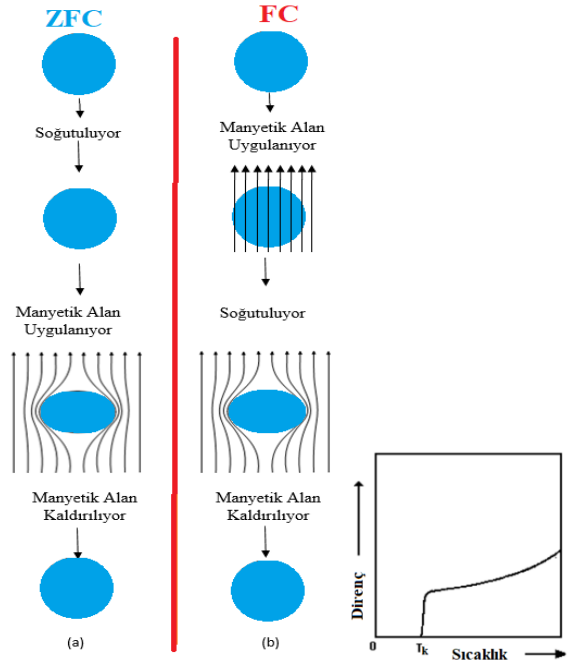 ZFC
Soğutuluyor
Manyetik Alan
Uygulanıyor
Manyetik Alan
Kaldırılıyor
(a)
FC
Manyetik Alan
Uygulanıyor
Soğutuluyor
Manyetik Alan
Kaldırılıyor
(b)
Direnç
0
Tk
Sıcaklık